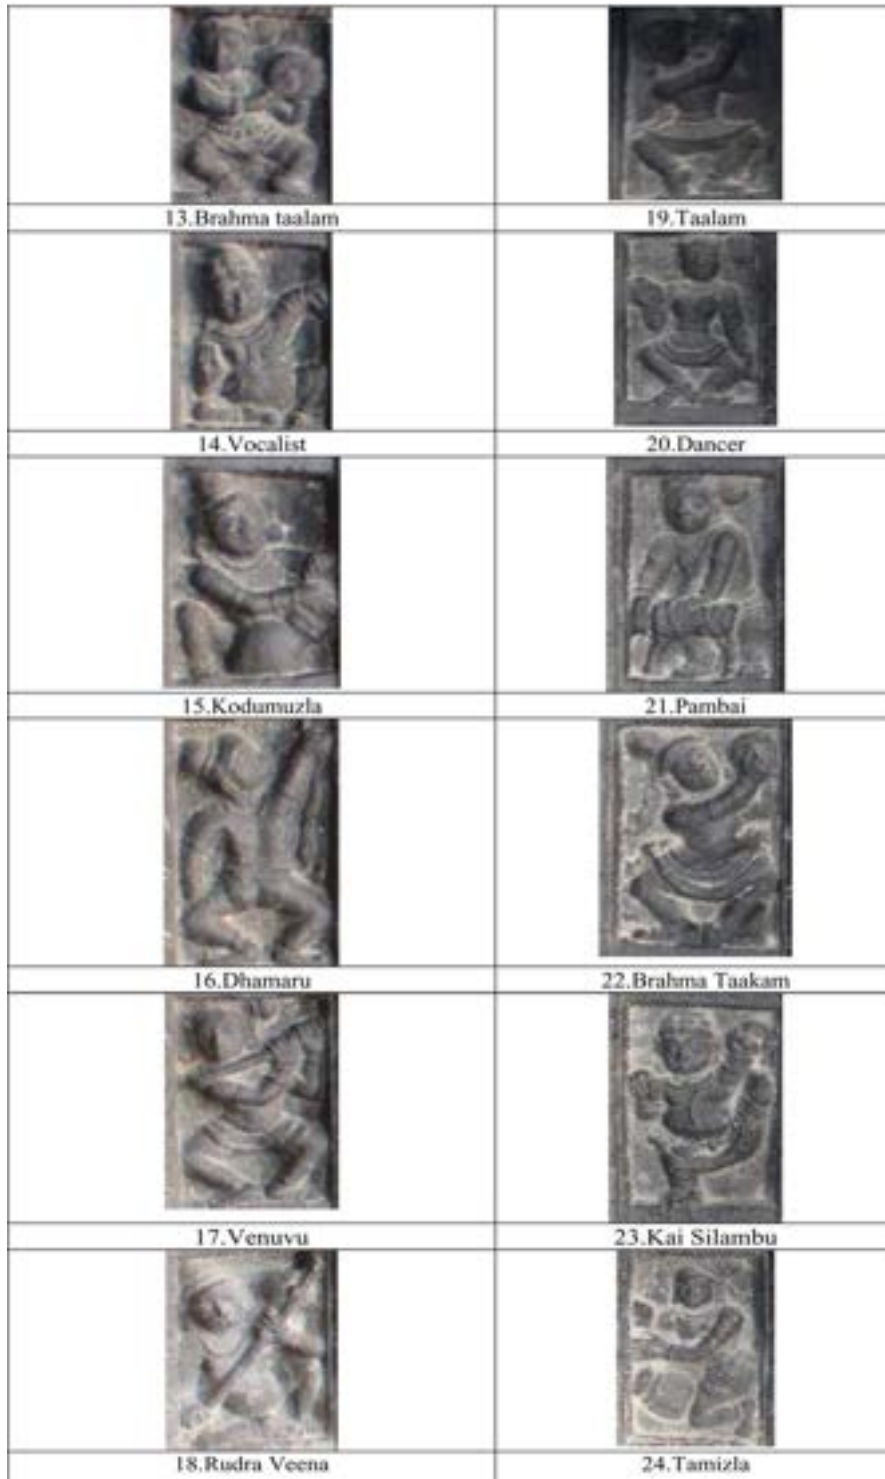 13.Brahma taalam
19.Taalam
14.Vocalist
20.Dancer
15.Kodumuzla
21.Pambai
16.Dhamaru
22.Brahma Taakam
17.Venuvu
23.Kai Silambu
18.Rudra Veena
24.Tamizla